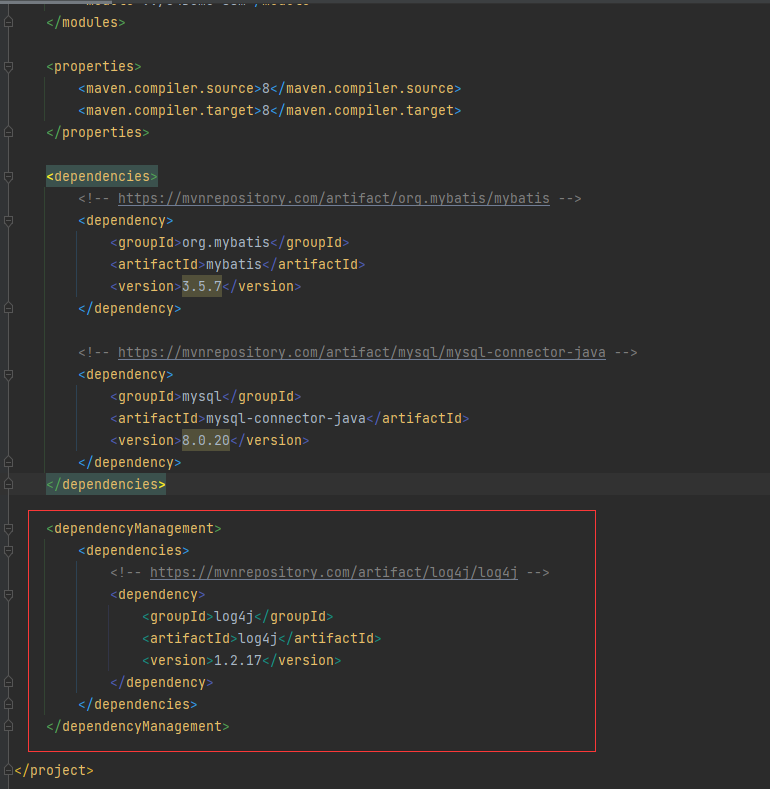 </modules>
<properties>
<maven.compiler.source>8</maven.compiler.source>
<maven.compiler.target>8</maven.compiler.target>
</properties>
<dependencies>
<!-- https://mvnrepository.com/artifact/org.mybatis/mybatis -->
<dependency>
<groupId>org.mybatis</groupId>
<artifactId>mybatis</artifactId>
<version>3.5.7</version>
</dependency>
<!-- https://mvnrepository.com/artifact/mysql/mysql-connector-java -->
<dependency>
<groupId>mysql</groupId>
<artifactId>mysql-connector-java</artifactId>
<version>8.0.20</version>
</dependency>
</dependencies>
<dependencyManagement>
<dependencies>
<!-- https://mvnrepository.com/artifact/log4j/log4j -->
<dependency>
<groupId>log4j</groupId>
<artifactId>log4j</artifactId>
<version>1.2.17</version>
</dependency>
</dependencies>
</dependencyManagement>
</project>